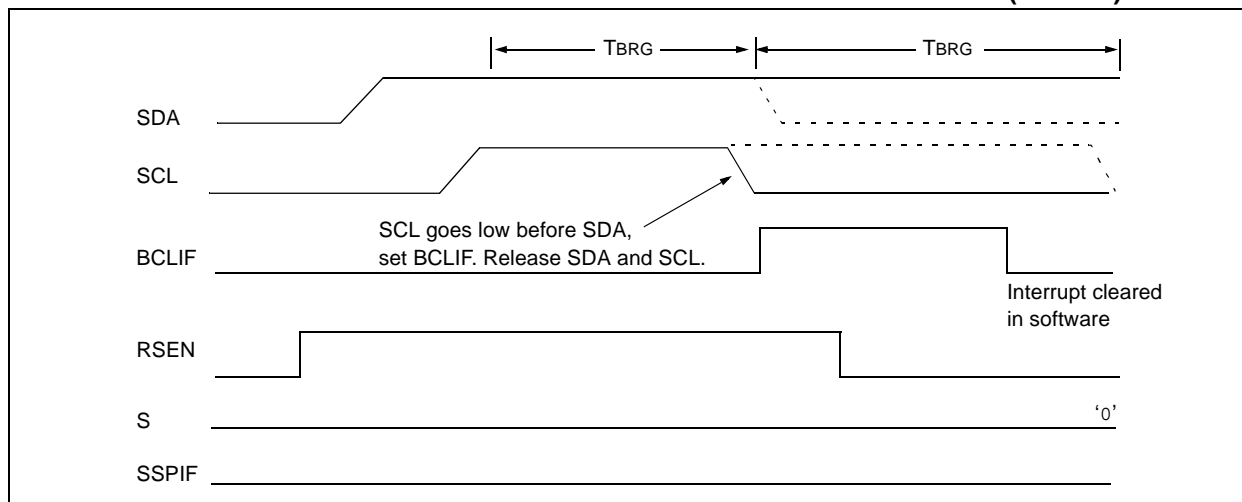 TBRG TBRG
SDA
SCL
SCL goes low before SDA,
set BCLIF. Release SDA and SCL.
BCLIF
Interrupt cleared
in software
RSEN
S
‘0’
SSPIF